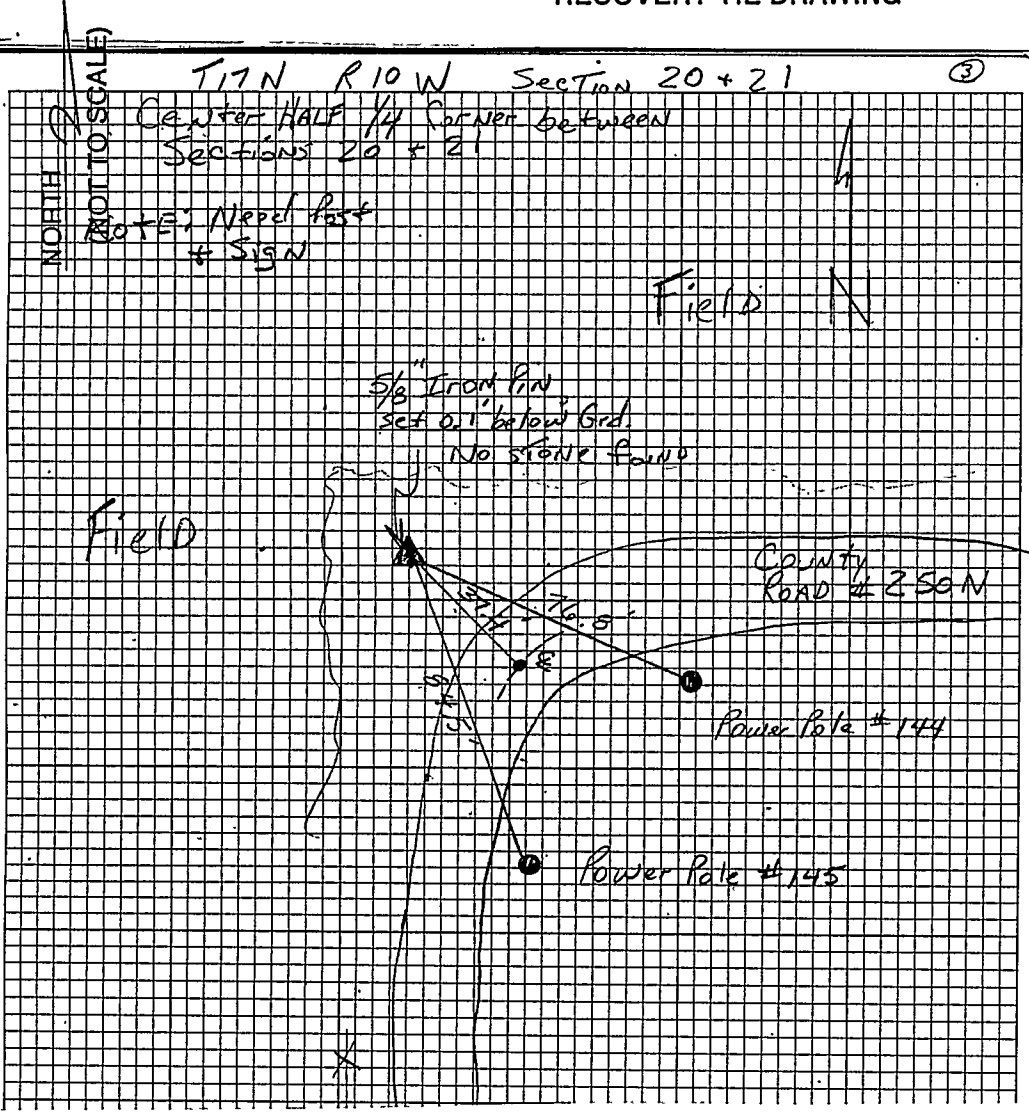 RECOVERY TIE DRAWING
T17N R10W Section 20 + 21 ③
Center HALF 1/4 Corner between
Sections 20 + 21
NORTH
(NOT TO SCALE)
NOTE: Need Post
+ Sign
Field
N
5/8" Iron Pin
set 0.1' below Grd.
No stone found
Field
County
Road # 250N
76.5'
Power Pole #144
Power Pole #145